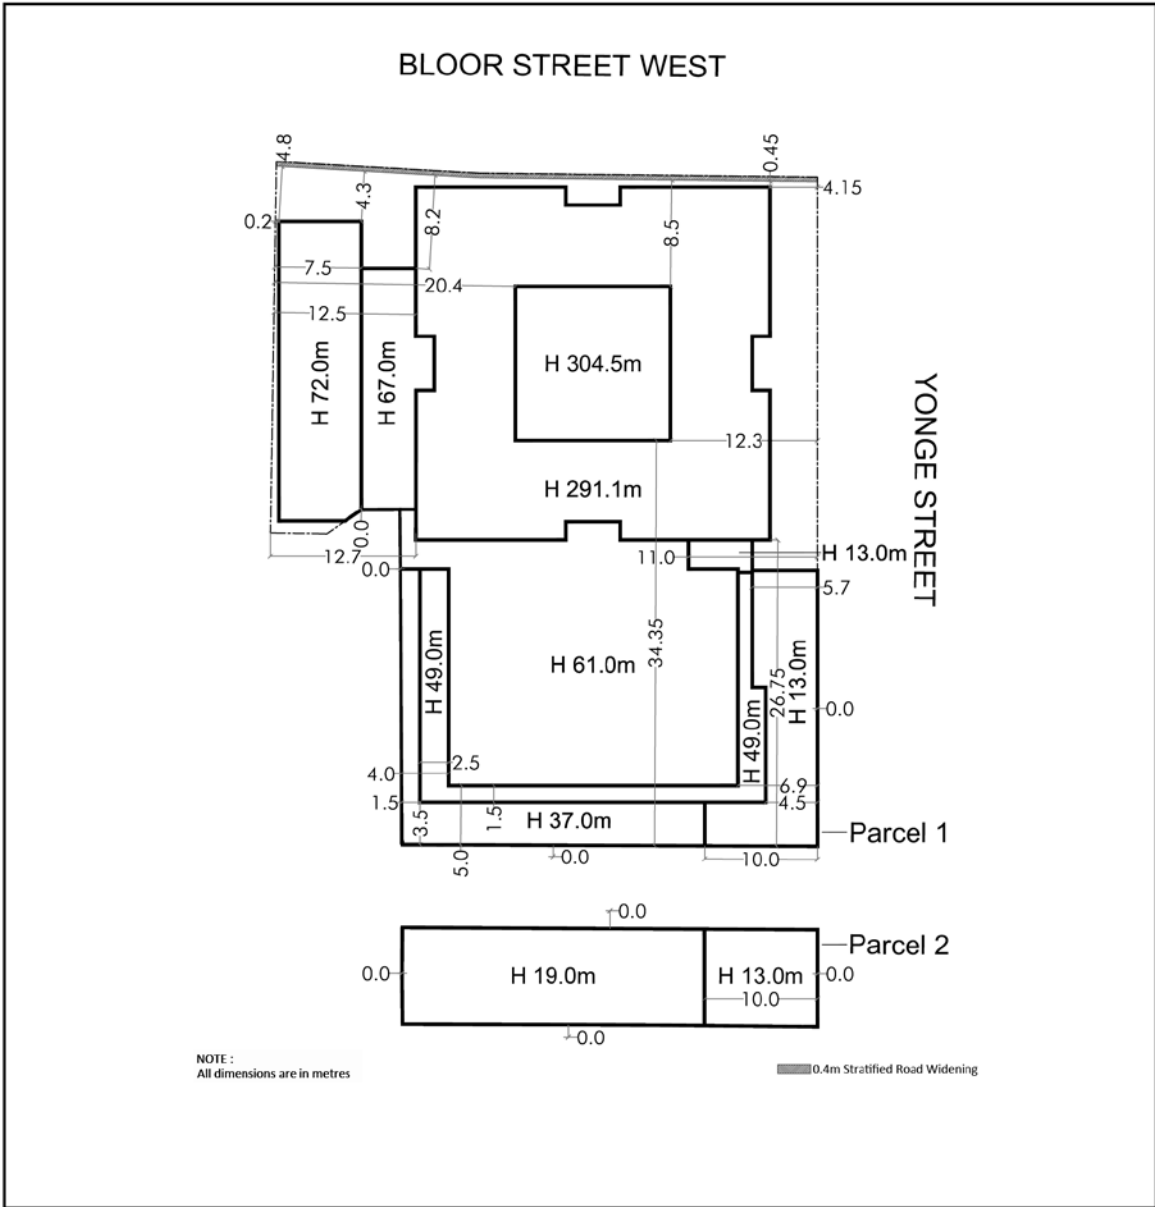 BLOOR STREET WEST
4.8
0.45
4.3
4.15
8.2
0.2
8.5
7.5
20.4
12.5
H 304.5m
H 72.0m
H 67.0m
YONGE STREET
12.3
H 291.1m
0.0
12.7
11.0
H 13.0m
0.0
5.7
34.35
H 49.0m
H 61.0m
26.75
H 13.0m
0.0
H 49.0m
2.5
4.0
6.9
1.5
4.5
3.5
1.5
H 37.0m
Parcel 1
5.0
0.0
10.0
0.0
Parcel 2
0.0
H 19.0m
H 13.0m
0.0
10.0
0.0
NOTE :
All dimensions are in metres
0.4m Stratified Road Widening